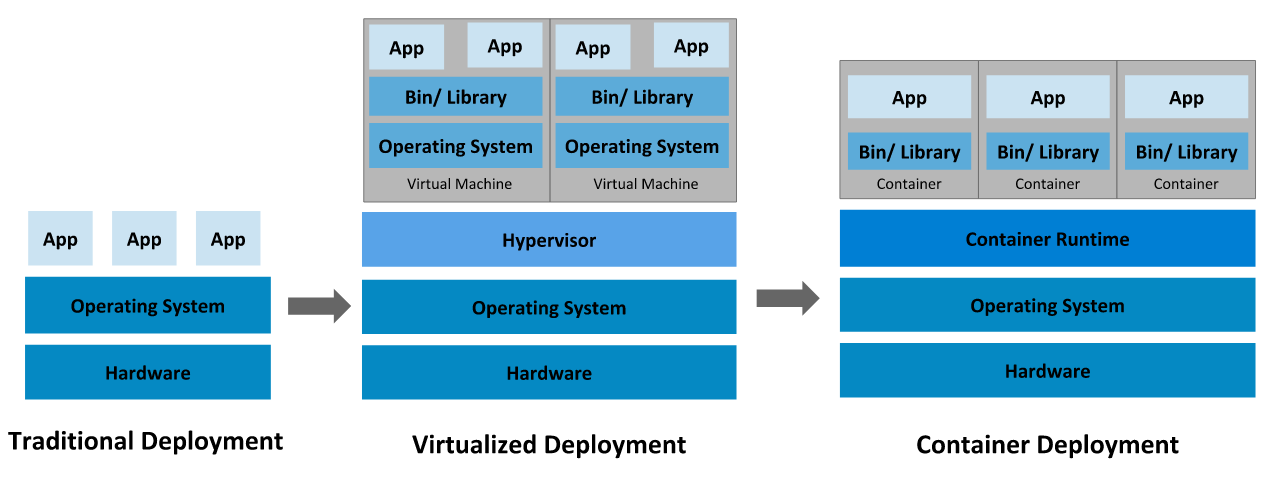 App
App
App
Operating System
Hardware
Traditional Deployment
App
App
Bin/ Library
Operating System
Virtual Machine
App
App
Bin/ Library
Operating System
Virtual Machine
Hypervisor
Operating System
Hardware
Virtualized Deployment
App
Bin/ Library
Container
App
Bin/ Library
Container
App
Bin/ Library
Container
Container Runtime
Operating System
Hardware
Container Deployment